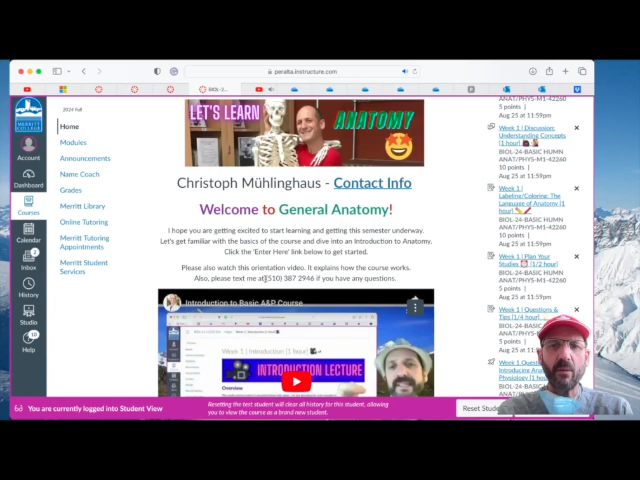 peralta.instructure.com
BIOL-2...
MERRITT COLLEGE
Account
Dashboard
Courses
Calendar
2
Inbox
History
Studio
10
Help
2024 Fall
Home
Modules
Announcements
Name Coach
Grades
Merritt Library
Online Tutoring
Merritt Tutoring
Appointments
Merritt Student
Services
LET'S LEARN
ANATOMY
Christoph Mühlinghaus - Contact Info
Welcome to General Anatomy!
I hope you are getting excited to start learning and getting this semester underway.
Let's get familiar with the basics of the course and dive into an Introduction to Anatomy.
Click the 'Enter Here' link below to get started.
Please also watch this orientation video. It explains how the course works.
Also, please text me at (510) 387 2946 if you have any questions.
Introduction to Basic A&P Course
Week 1 | Introduction [1 hour]
INTRODUCTION LECTURE
Overview
ANAT/PHYS-M1-42260
5 points |
Aug 25 at 11:59pm
Week 1 | Discussion:
Understanding Concepts
[1 hour]
BIOL-24-BASIC HUMN
ANAT/PHYS-M1-42260
10 points |
Aug 25 at 11:59pm
Week 1 |
Labeling/Coloring: The
Languages of Anatomy [1
hour]
BIOL-24-BASIC HUMN
ANAT/PHYS-M1-42260
5 points |
Aug 25 at 11:59pm
Week 1 | Plan Your
Studies [1/2 hour]
BIOL-24-BASIC HUMN
ANAT/PHYS-M1-42260
5 points |
Aug 25 at 11:59pm
Week 1 | Questions &
Tips [1/4 hour]
BIOL-24-BASIC HUMN
ANAT/PHYS-M1-42260
5 points |
Aug 25 at
Week 1 Ques
Introducing Ana
Physiology [1 hour
You are currently logged into Student View
Resetting the test student will clear all history for this student, allowing
you to view the course as a brand new student.
Reset Stude